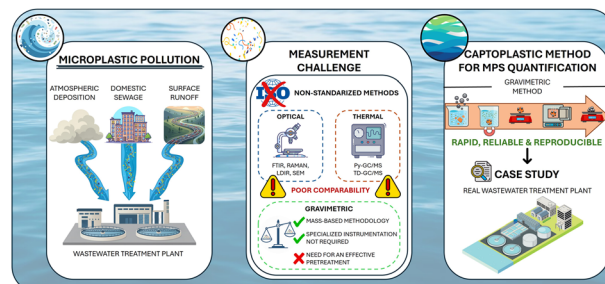 MICROPLASTIC POLLUTION
ATMOSPHERIC
DEPOSITION
DOMESTIC
SEWAGE
SURFACE
RUNOFF
WASTEWATER TREATMENT PLANT
MEASUREMENT
CHALLENGE
ISO
NON-STANDARDIZED METHODS
OPTICAL
FTIR, RAMAN,
LDIR, SEM
THERMAL
Py-GC/MS
TD-GC/MS
POOR COMPARABILITY
GRAVIMETRIC
MASS-BASED METHODOLOGY
SPECIALIZED INSTRUMENTATION
NOT REQUIRED
NEED FOR AN EFFECTIVE
PRETREATMENT
CAPTOPLASTIC METHOD
FOR MPS QUANTIFICATION
GRAVIMETRIC
METHOD
RAPID, RELIABLE & REPRODUCIBLE
CASE STUDY
REAL WASTEWATER TREATMENT PLANT